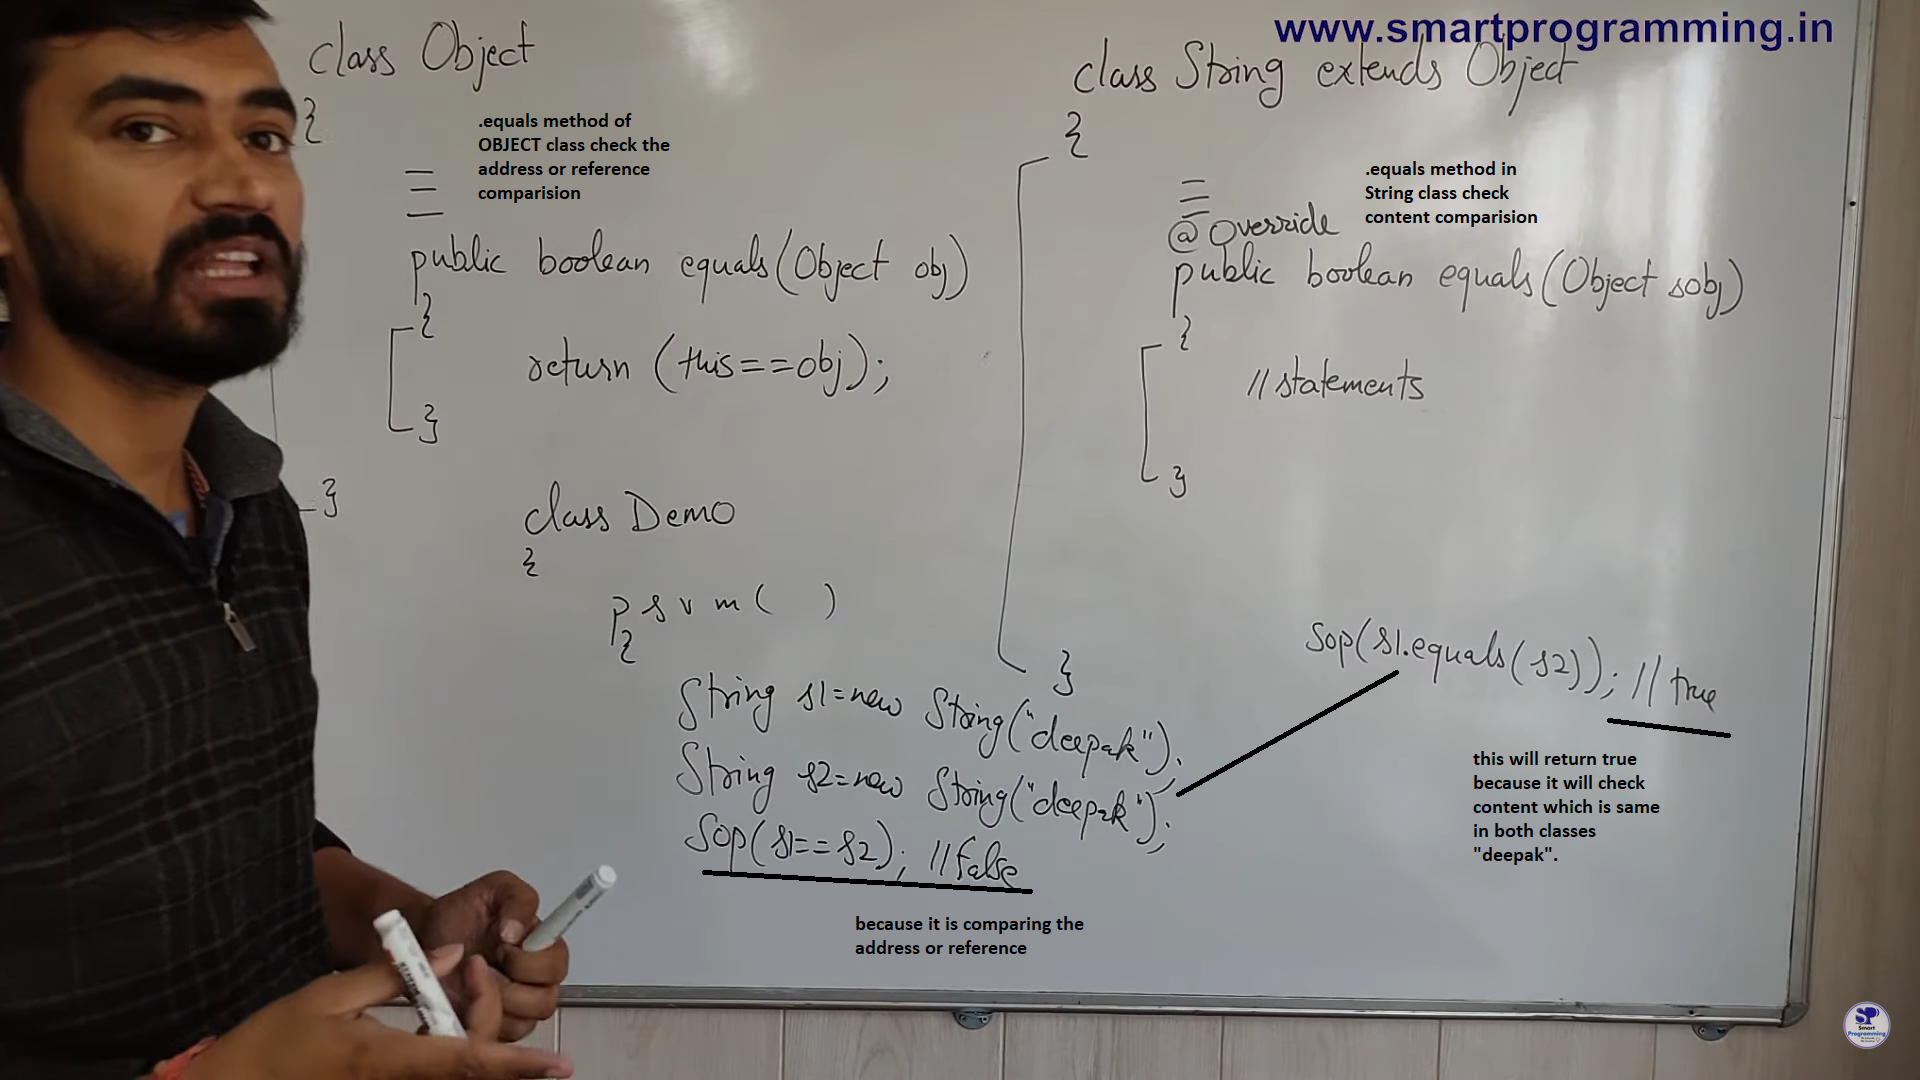 www.smartprogramming.in
class Object
{
.equals method of
OBJECT class check the
address or reference
comparision
public boolean equals(Object obj)
{
return (this==obj);
}
}
class String extends Object
{
.equals method in
String class check
content comparision
@Override
public boolean equals(Object sobj)
{
//statements
}
}
class Demo
{
p s v m ( )
{
String s1=new String("deepak");
String s2=new String("deepak");
Sop(s1==s2); //false
because it is comparing the
address or reference
Sop(s1.equals(s2)); //true
this will return true
because it will check
content which is same
in both classes
"deepak".
SP
Smart
Programming